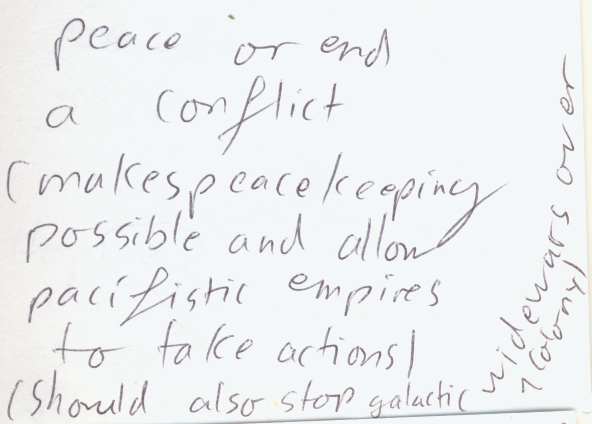 peace or end
a conflict
(makes peacekeeping
possible and allow
pacifistic empires
to take actions)
(should also stop galactic
widewars over
1 colony)